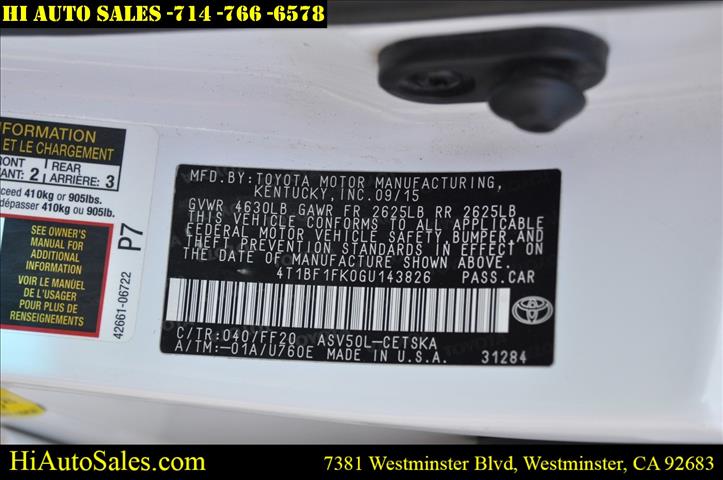 HI AUTO SALES -714 -766 -6578
INFORMATION
ET LE CHARGEMENT
2 REAR
ARRIÈRE: 3
exceed 410kg or 905lbs.
dépasser 410kg ou 905lb.
SEE OWNER'S
MANUAL FOR
ADDITIONAL
INFORMATION
VOIR LE MANUEL
DE L'USAGER
POUR PLUS DE
RENSEIGNEMENTS
P7
42661-06722
MFD.BY:TOYOTA MOTOR MANUFACTURING,
KENTUCKY,INC.09/15
GVWR 4630LB GAWR FR 2625LB RR 2625LB
THIS VEHICLE CONFORMS TO ALL APPLICABLE
FEDERAL MOTOR VEHICLE SAFETY,BUMPER,AND
THEFT PREVENTION STANDARDS IN EFFECT ON
THE DATE OF MANUFACTURE SHOWN ABOVE.
4T1BF1FK0GU143826 PASS.CAR
C/TR:040/FF20 ASV50L-CETSKA
A/TM:-01A/U760E MADE IN U.S.A. 31284
HiAutoSales.com
7381 Westminster Blvd, Westminster, CA 92683